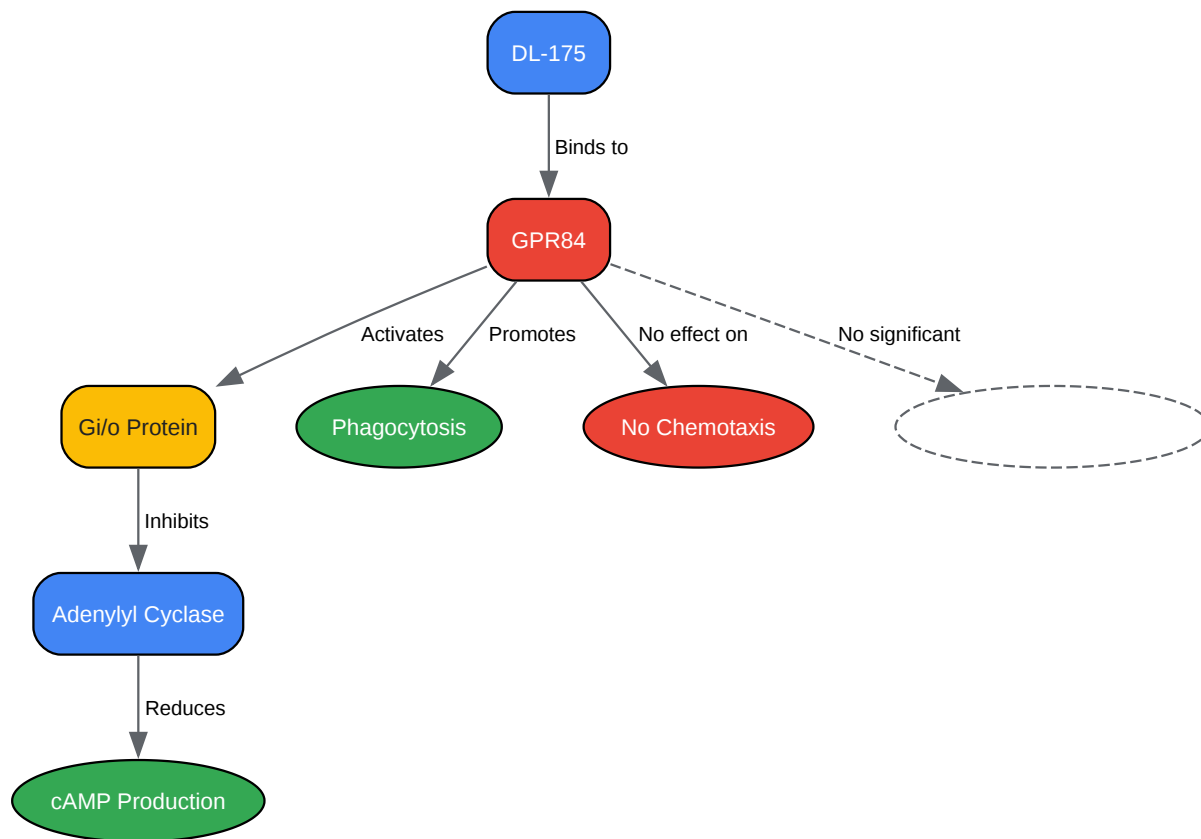 DL-175
Binds to
GPR84
Activates
Promotes
No effect on
No significant
Gi/o Protein
Phagocytosis
No Chemotaxis
Inhibits
Adenylyl Cyclase
Reduces
cAMP Production